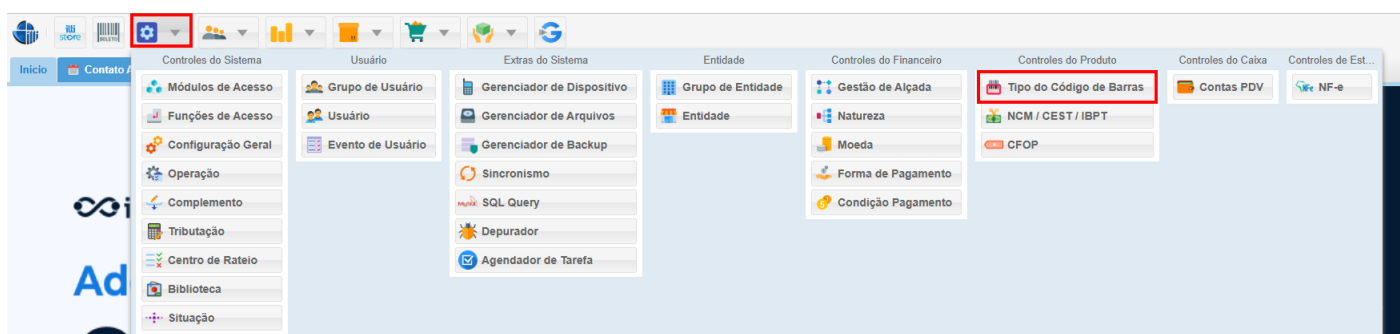 illi
store
BOLETO
Início
Contato A
Controles do Sistema
Módulos de Acesso
Funções de Acesso
Configuração Geral
Operação
Complemento
Tributação
Centro de Rateio
Biblioteca
Situação
Usuário
Grupo de Usuário
Usuário
Evento de Usuário
Extras do Sistema
Gerenciador de Dispositivo
Gerenciador de Arquivos
Gerenciador de Backup
Sincronismo
SQL Query
Depurador
Agendador de Tarefa
Entidade
Grupo de Entidade
Entidade
Controles do Financeiro
Gestão de Alçada
Natureza
Moeda
Forma de Pagamento
Condição Pagamento
Controles do Produto
Tipo do Código de Barras
NCM / CEST / IBPT
CFOP
Controles do Caixa
Contas PDV
Controles de Est...
NF-e
i
Ad